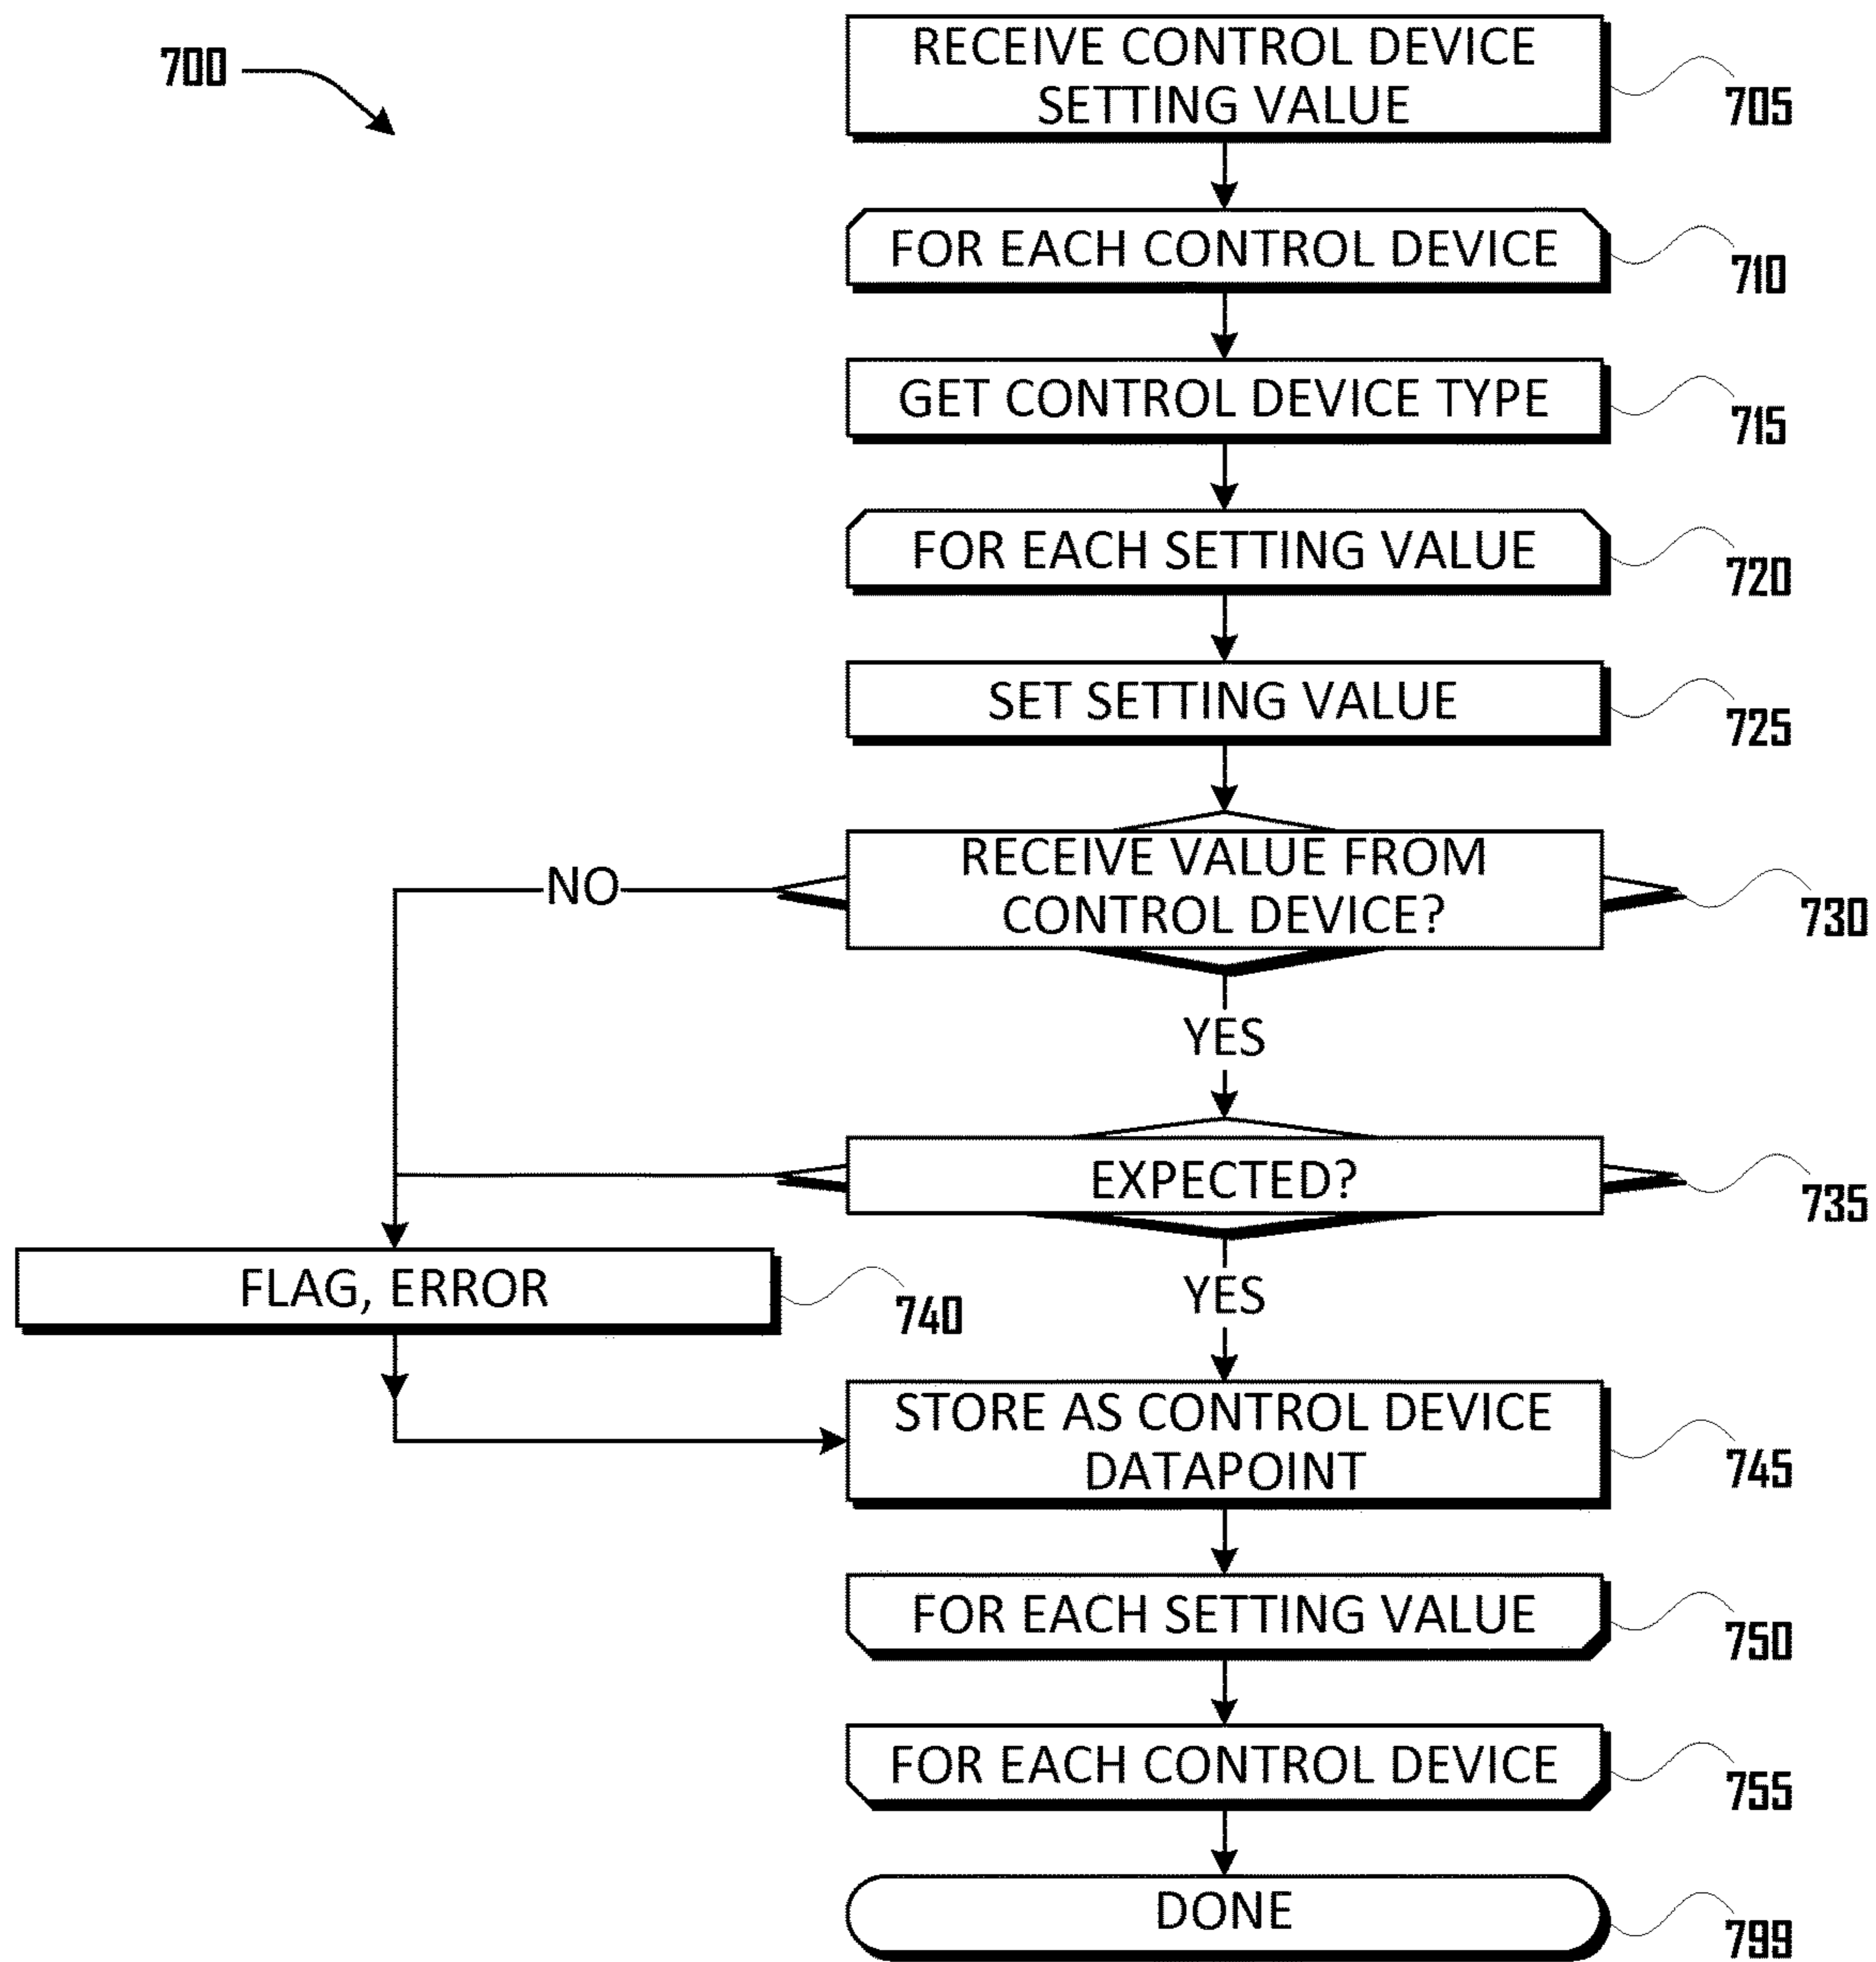 700
RECEIVE CONTROL DEVICE
SETTING VALUE
705
FOR EACH CONTROL DEVICE
710
GET CONTROL DEVICE TYPE
715
FOR EACH SETTING VALUE
720
SET SETTING VALUE
725
RECEIVE VALUE FROM
CONTROL DEVICE?
730
NO
YES
EXPECTED?
735
FLAG, ERROR
740
YES
STORE AS CONTROL DEVICE
DATAPOINT
745
FOR EACH SETTING VALUE
750
FOR EACH CONTROL DEVICE
755
DONE
799